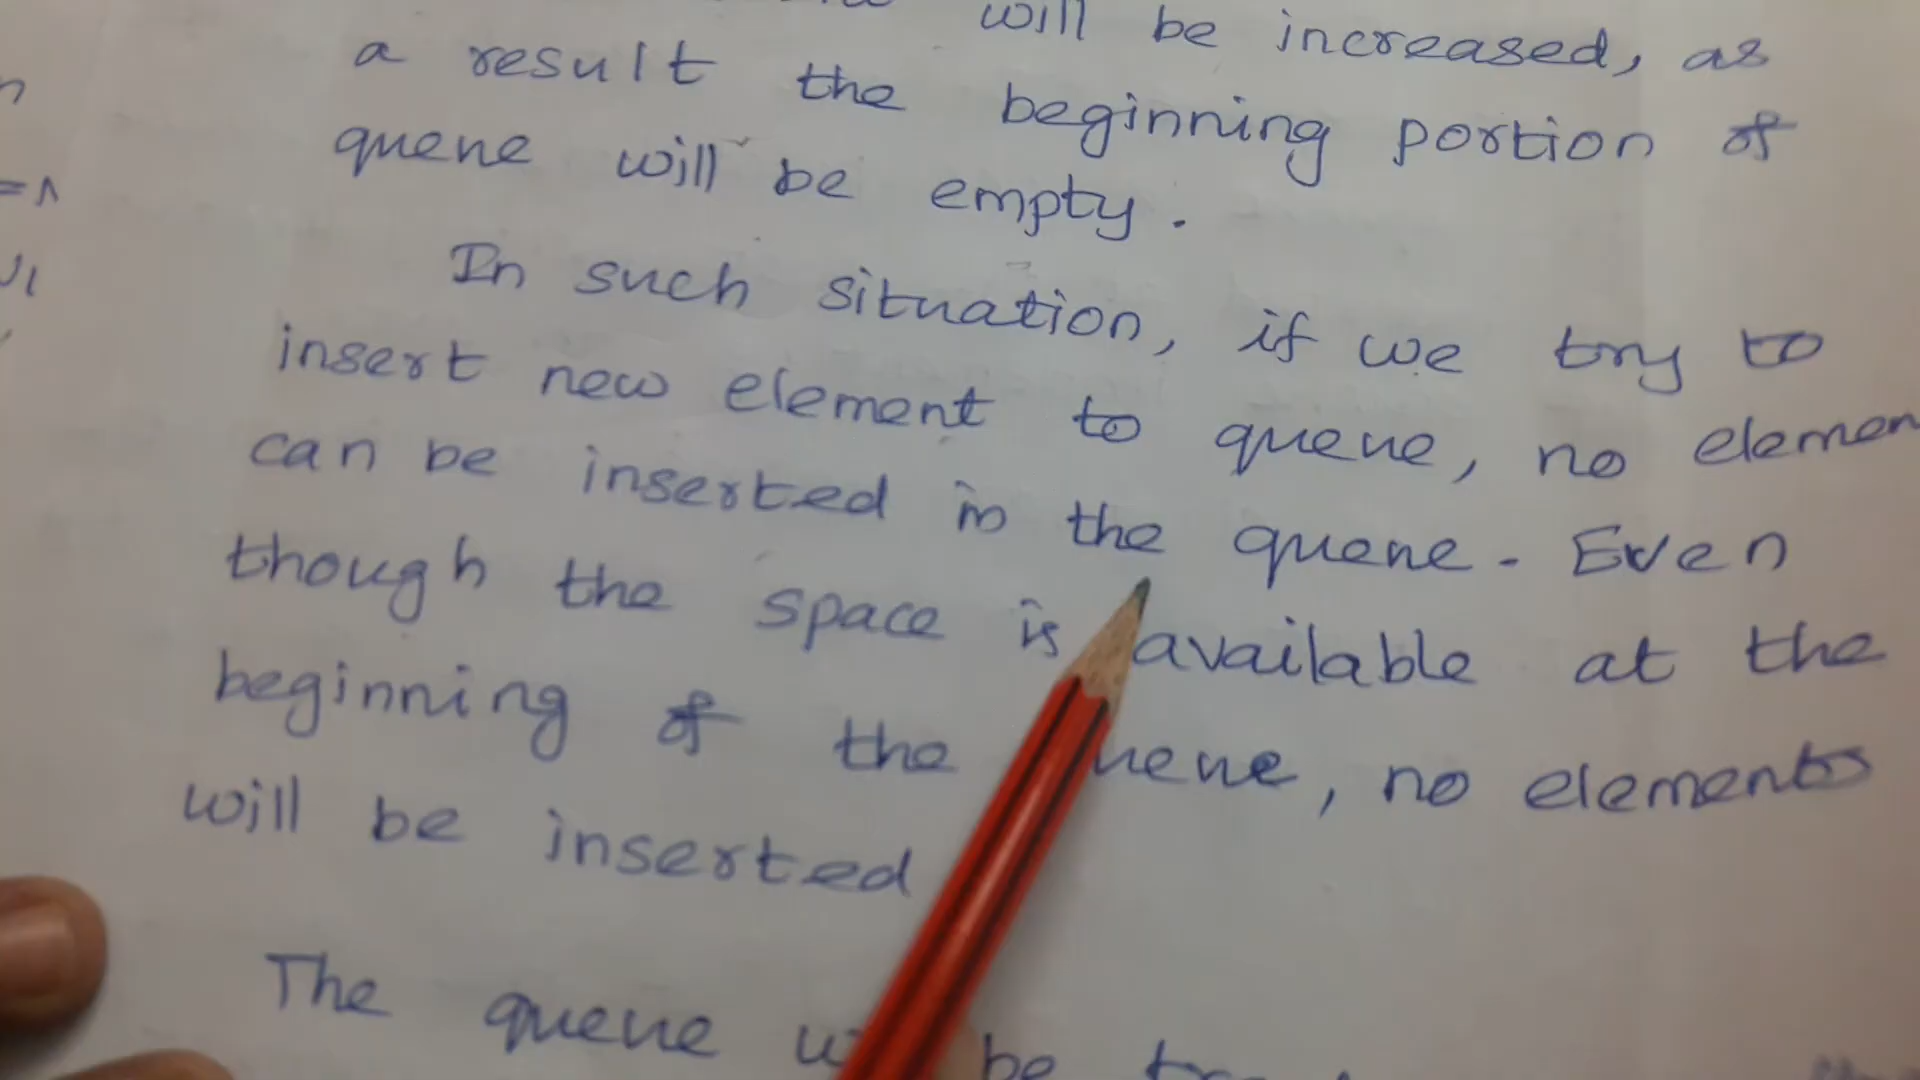 will be increased, as
a result the beginning portion of
queue will be empty.
In such situation, if we try to
insert new element to queue, no elemen
can be inserted in the queue. Even
though the space is available at the
beginning of the ueue, no elements
will be inserted
The queue be